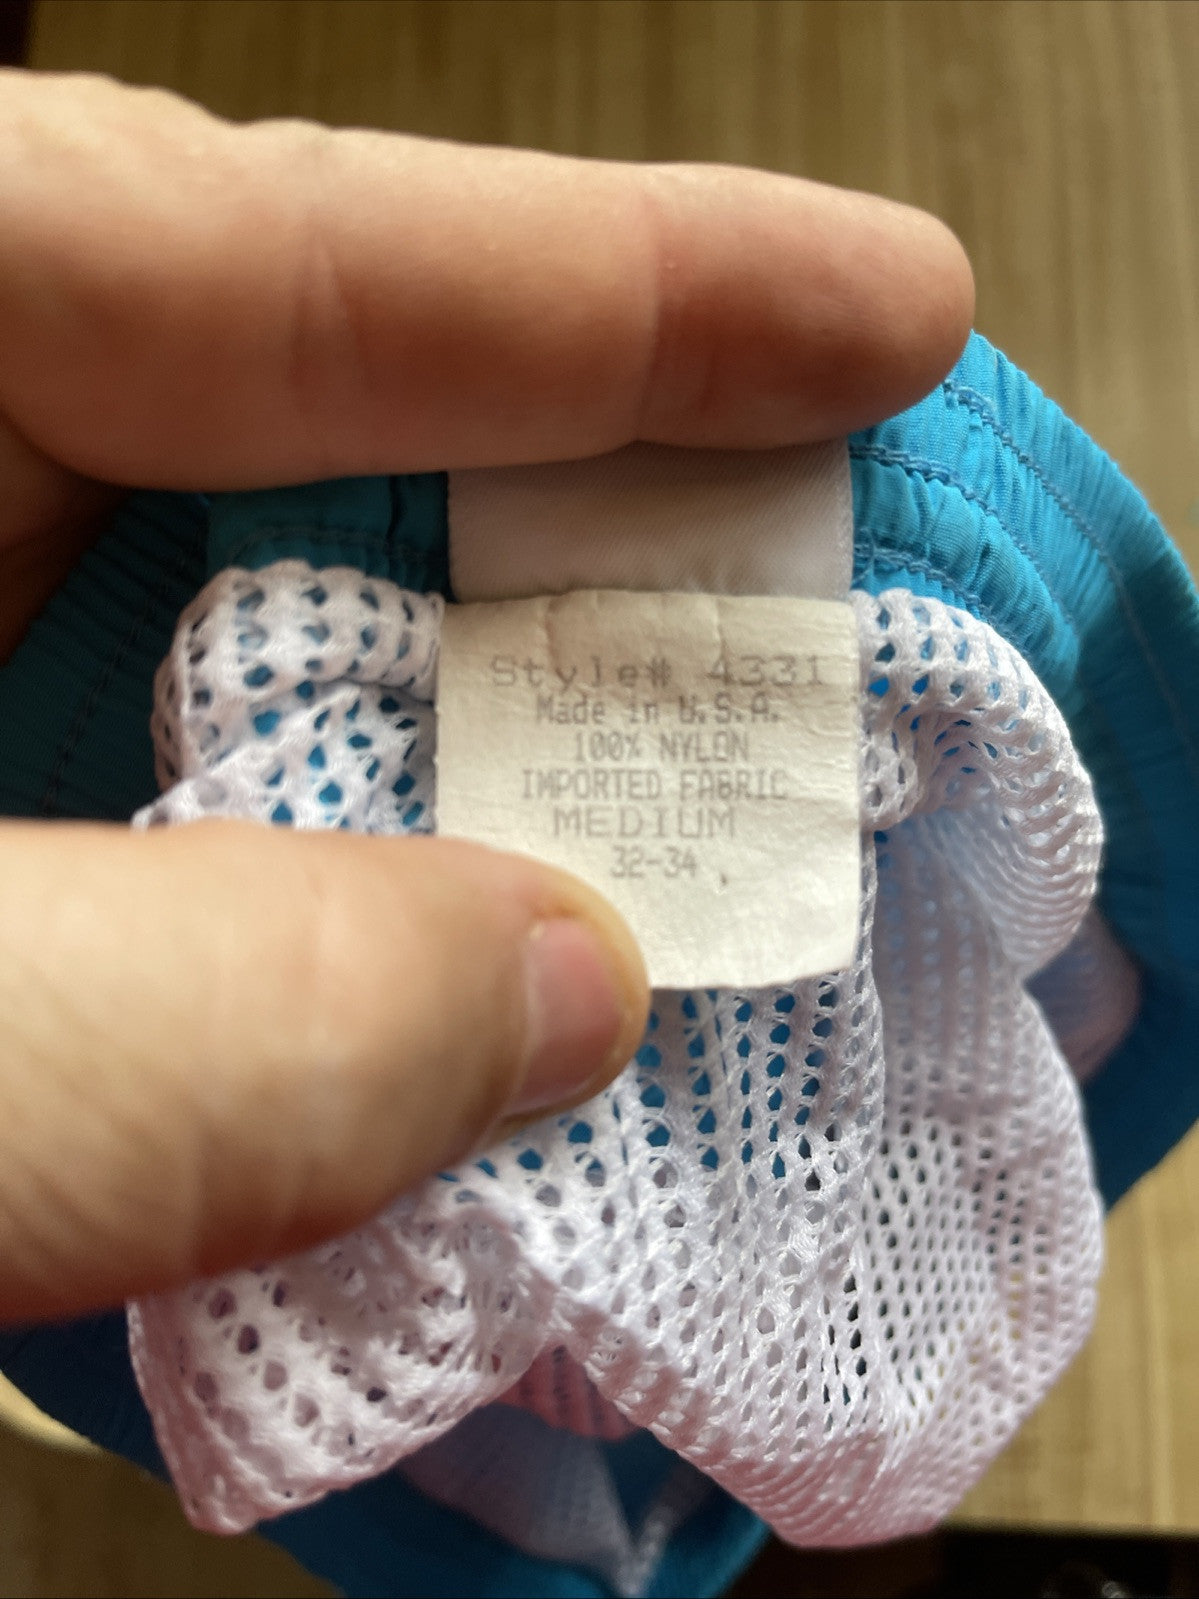 Style# 4331
Made in U.S.A.
100% NYLON
IMPORTED FABRIC
MEDIUM
32-34